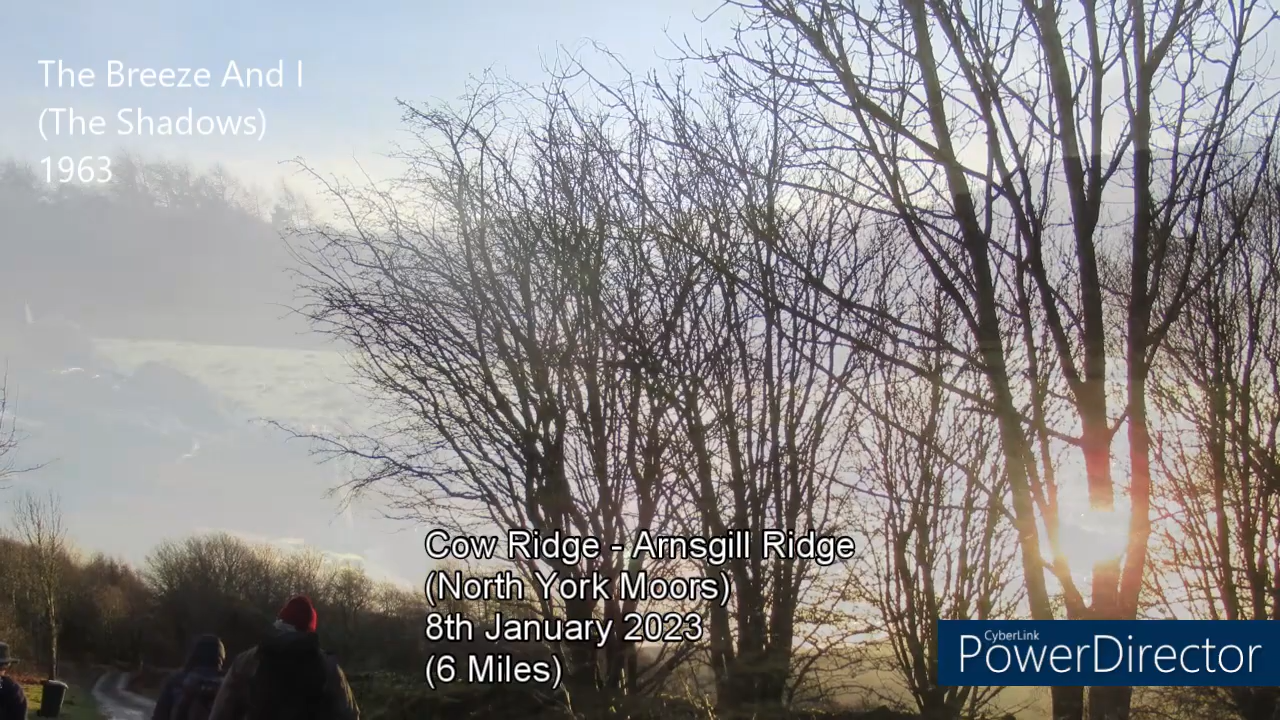 The Breeze And I
(The Shadows)
1963
Cow Ridge - Arnsgill Ridge
(North York Moors)
8th January 2023
(6 Miles)
CyberLink
PowerDirector